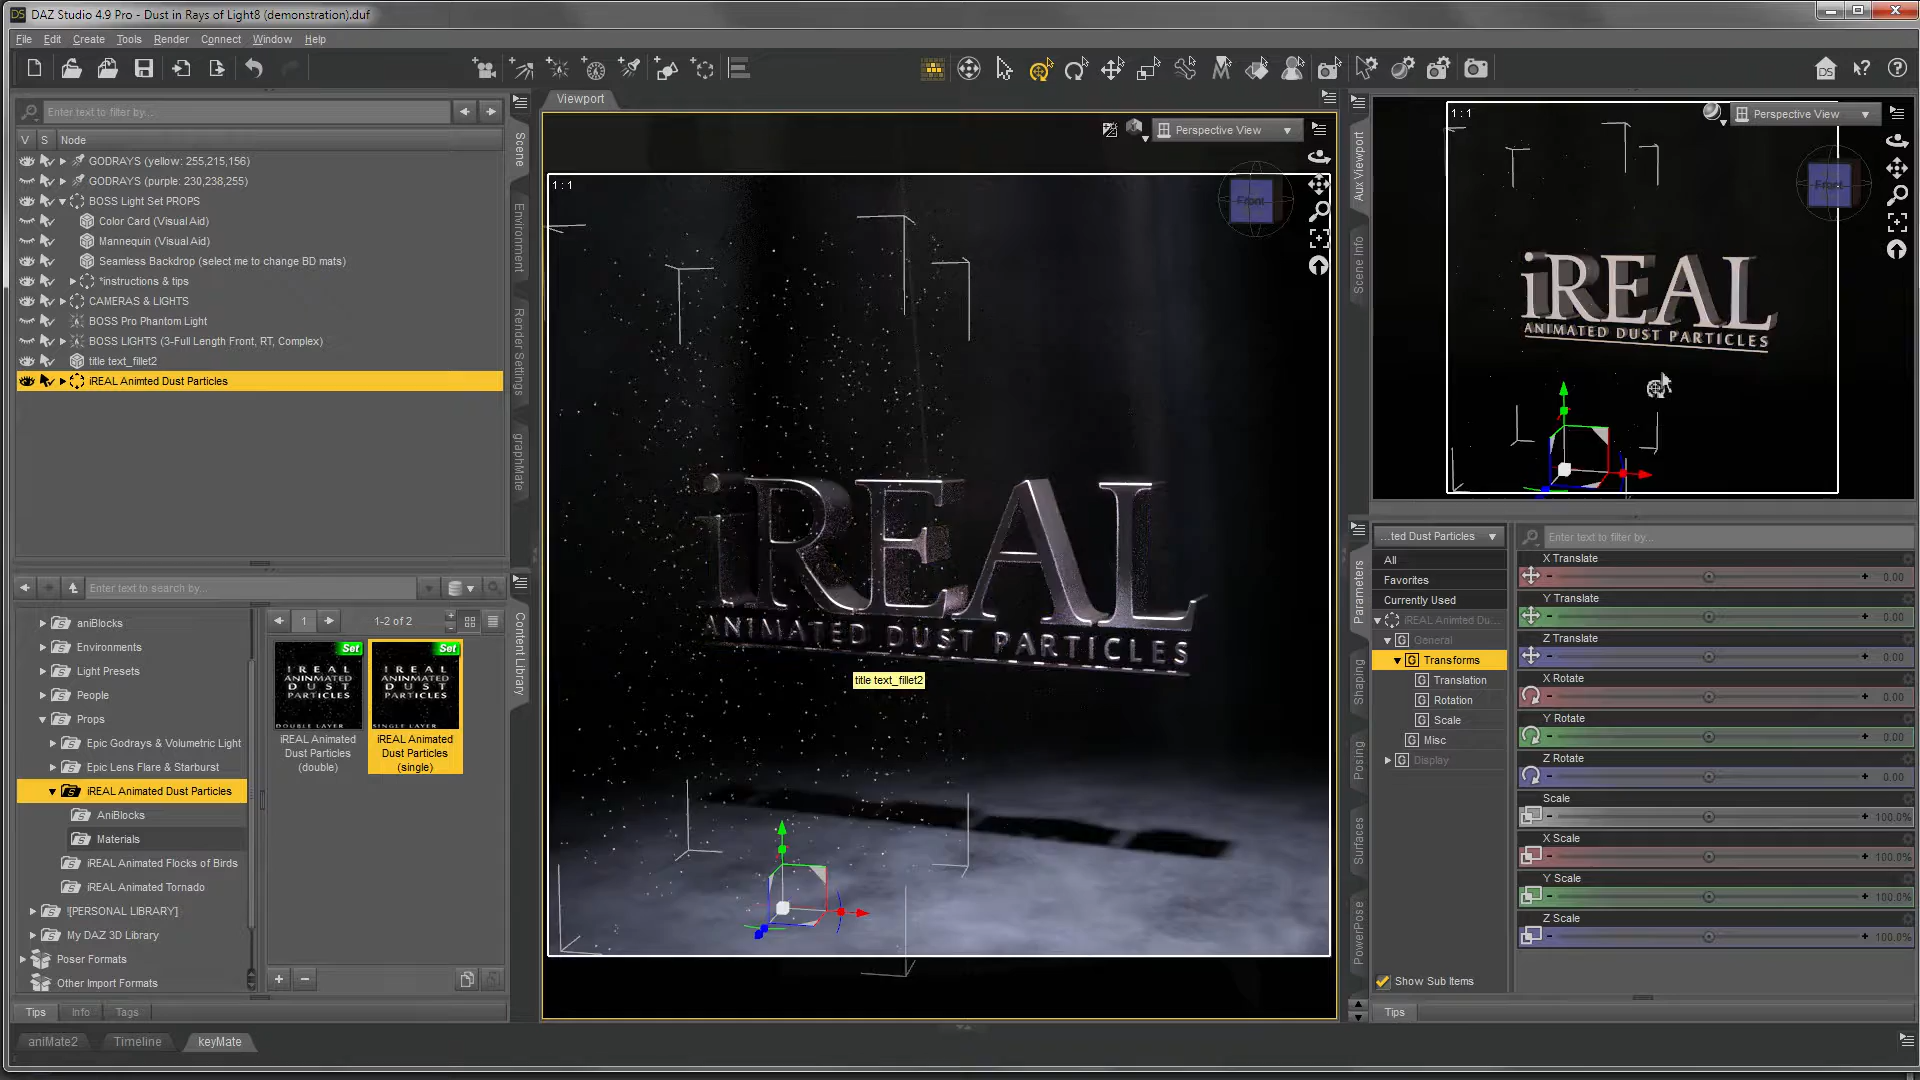 DAZ Studio 4.9 Pro - Dust in Rays of Light8 (demonstration).duf
File Edit Create Tools Render Connect Window Help
Enter text to filter by...
V S Node
GODRAYS (yellow: 255,215,156)
GODRAYS (purple: 230,238,255)
BOSS Light Set PROPS
Color Card (Visual Aid)
Mannequin (Visual Aid)
Seamless Backdrop (select me to change BD mats)
*instructions & tips
CAMERAS & LIGHTS
BOSS Pro Phantom Light
BOSS LIGHTS (3-Full Length Front, RT, Complex)
title text_fillet2
iREAL Animted Dust Particles
Scene
Environment
Render Settings
graphMate
Enter text to search by...
aniBlocks
Environments
Light Presets
People
Props
Epic Godrays & Volumetric Light
Epic Lens Flare & Starburst
iREAL Animated Dust Particles
AniBlocks
Materials
iREAL Animated Flocks of Birds
iREAL Animated Tornado
![PERSONAL LIBRARY]
My DAZ 3D Library
Poser Formats
Other Import Formats
1
1-2 of 2
Set
iREAL
ANINMATED
DUST
PARTICLES
DOUBLE LAYER
iREAL Animated
Dust Particles
(double)
Set
iREAL
ANINMATED
DUST
PARTICLES
SINGLE LAYER
iREAL Animated
Dust Particles
(single)
Content Library
Tips Info Tags
aniMate2 Timeline keyMate
Viewport
Perspective View
1 : 1
Front
iREAL
ANIMATED DUST PARTICLES
title text_fillet2
Aux Viewport
Scene Info
1 : 1
Perspective View
Front
iREAL
ANIMATED DUST PARTICLES
Parameters
Shaping
Posing
Surfaces
PowerPose
...ted Dust Particles
All
Favorites
Currently Used
iREAL Animted Du...
General
Transforms
Translation
Rotation
Scale
Misc
Display
Show Sub Items
Tips
Enter text to filter by...
X Translate
0.00
Y Translate
0.00
Z Translate
0.00
X Rotate
0.00
Y Rotate
0.00
Z Rotate
0.00
Scale
100.0%
X Scale
100.0%
Y Scale
100.0%
Z Scale
100.0%